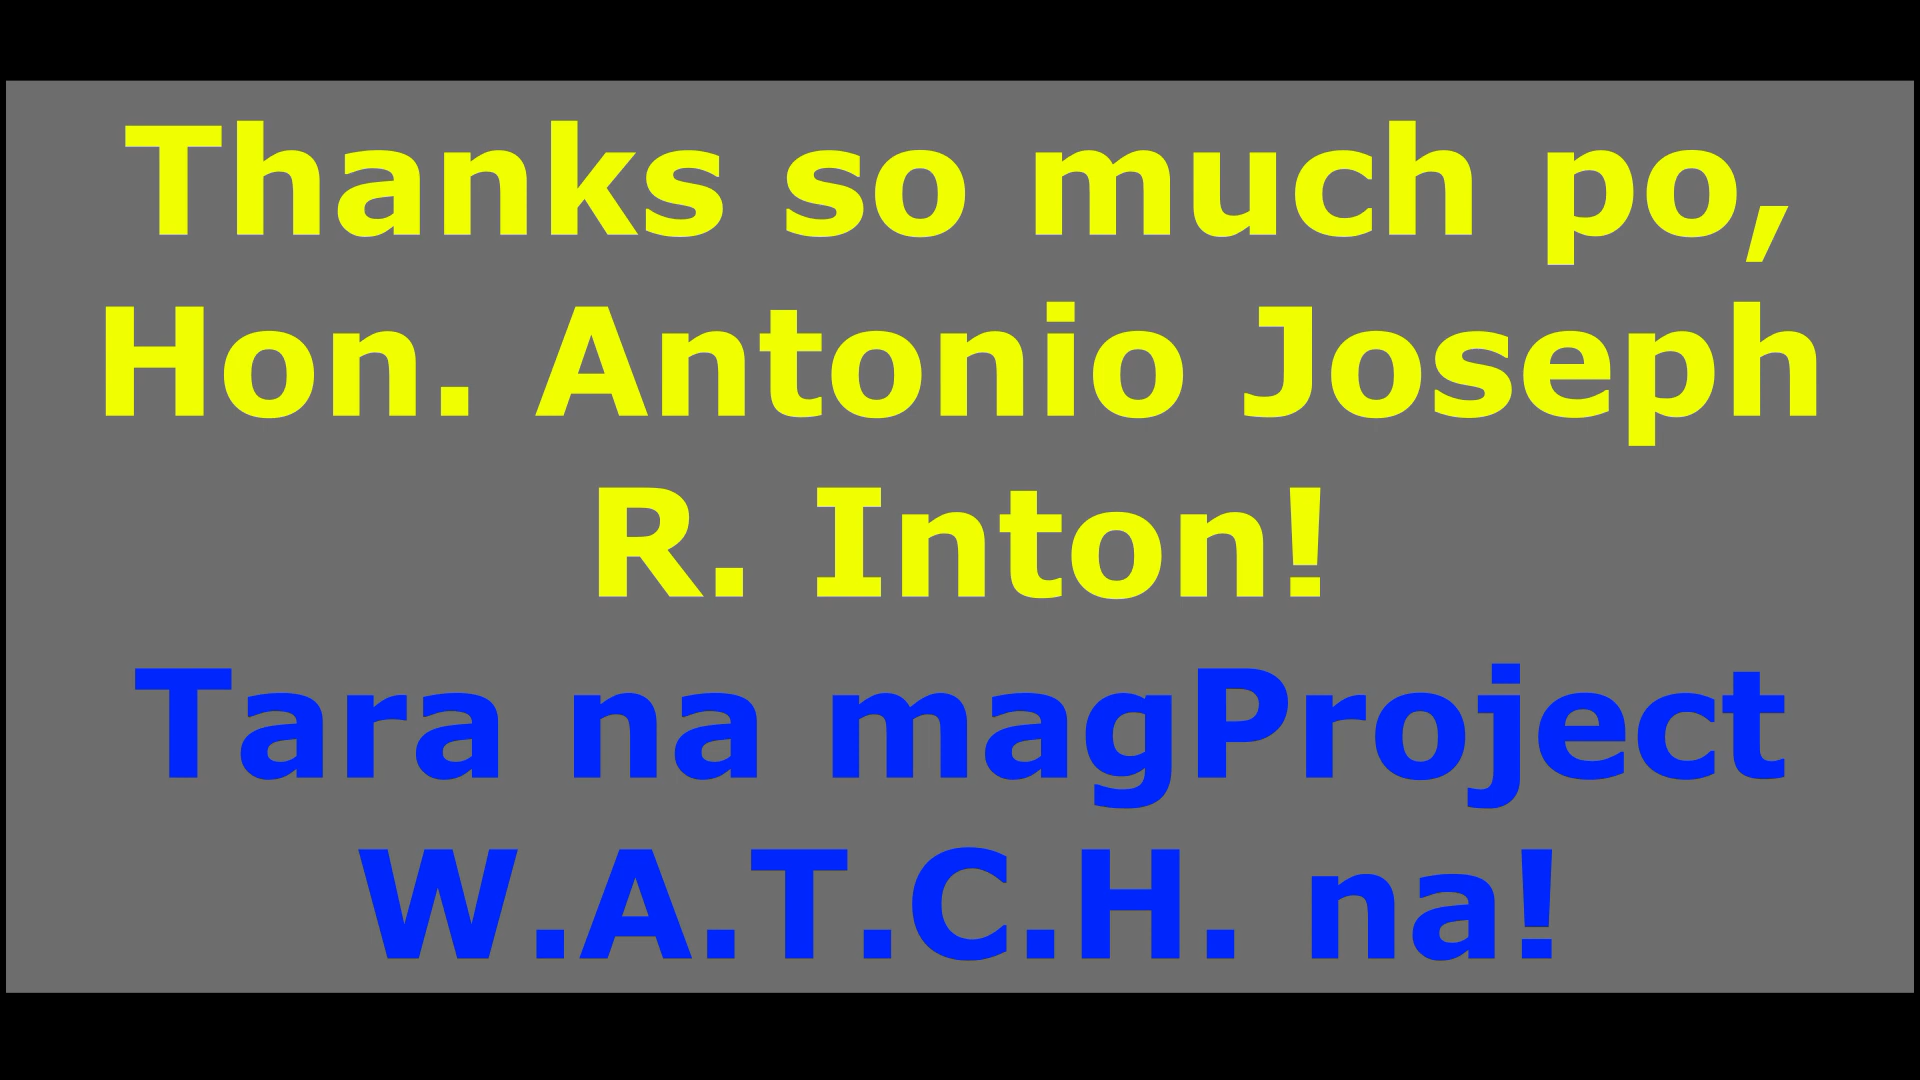 Thanks so much po,
Hon. Antonio Joseph
R. Inton!
Tara na magProject
W.A.T.C.H. na!